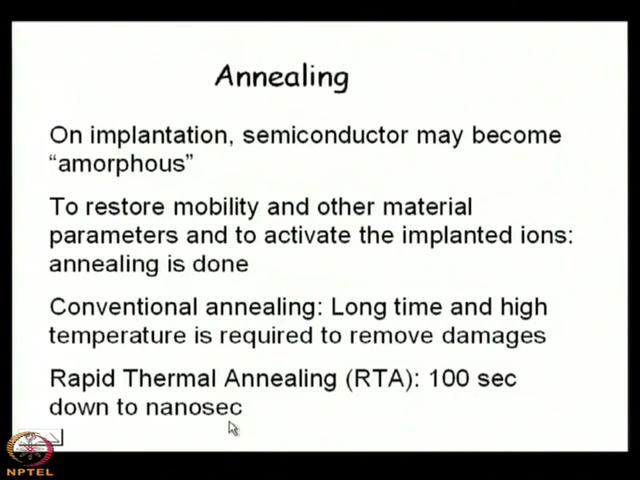 Annealing
On implantation, semiconductor may become
“amorphous”
To restore mobility and other material
parameters and to activate the implanted ions:
annealing is done
Conventional annealing: Long time and high
temperature is required to remove damages
Rapid Thermal Annealing (RTA): 100 sec
down to nanosec
NPTEL